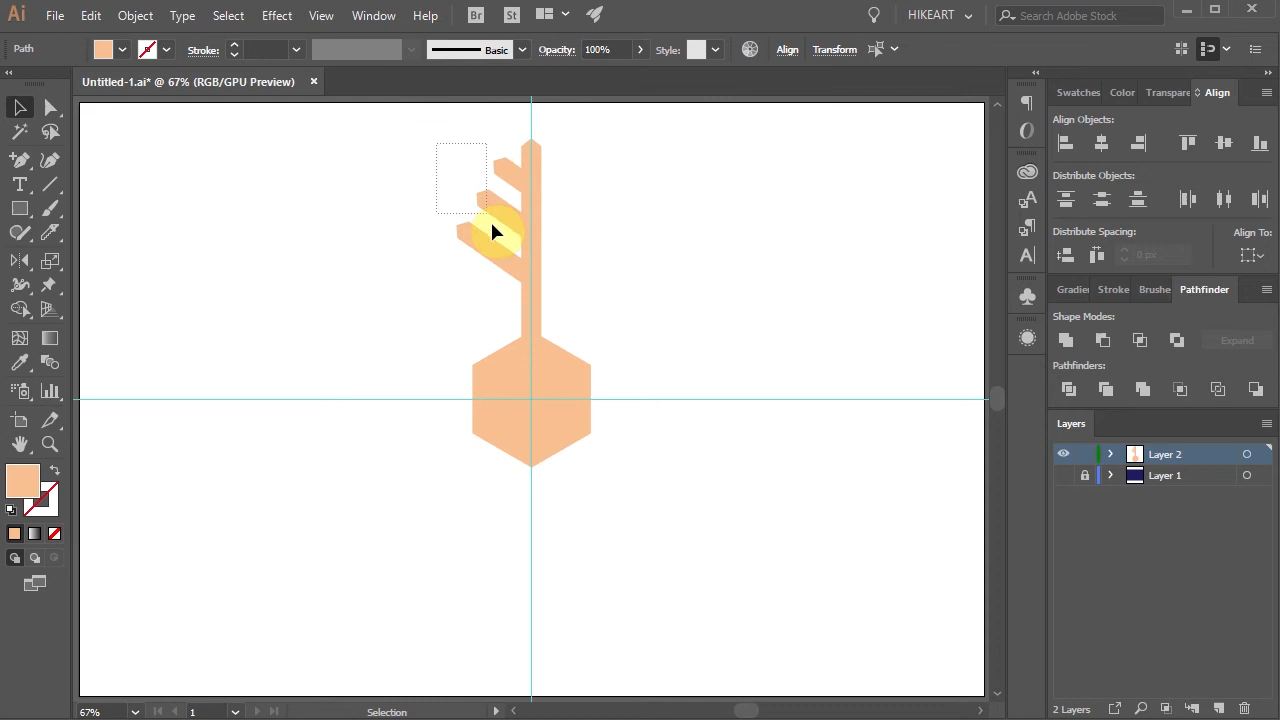 Ai File Edit Object Type Select Effect View Window Help Br St HIKEART Search Adobe Stock
Path Stroke: Basic Opacity: 100% Style: Align Transform
Untitled-1.ai* @ 67% (RGB/GPU Preview)
Swatches Color Transpare Align
Align Objects:
Distribute Objects:
Distribute Spacing: Align To:
0 px
Gradie Stroke Brushe Pathfinder
Shape Modes:
Expand
Pathfinders:
Layers
Layer 2
Layer 1
2 Layers
67% 1 Selection